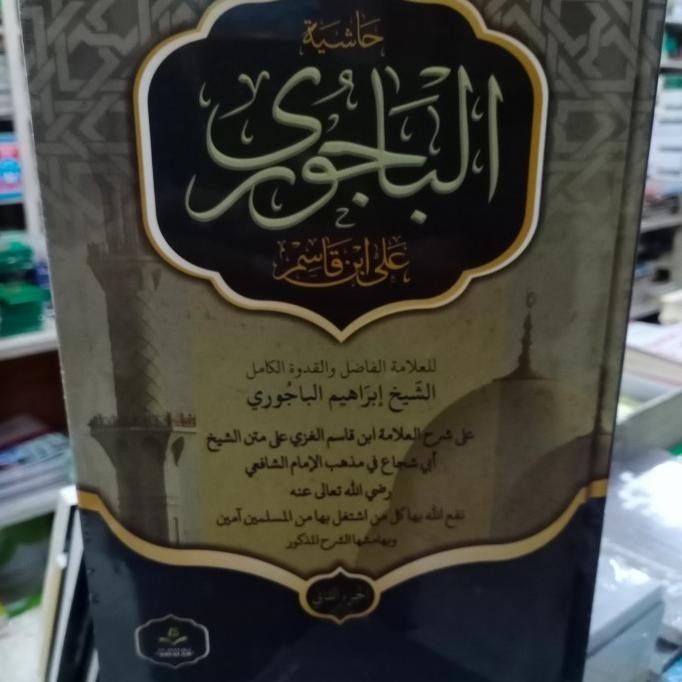 حاشية
الباجوري
على ابن قاسم
للعلامة الفاضل والقدوة الكامل
الشيخ إبراهيم الباجوري
على شرح العلامة ابن قاسم الغزي على متن الشيخ
أبي شجاع في مذهب الإمام الشافعي
رضي الله تعالى عنه
نفع الله بها كل من اشتغل بها من المسلمين آمين
وبهامشها الشرح المذكور
الجزء الثاني